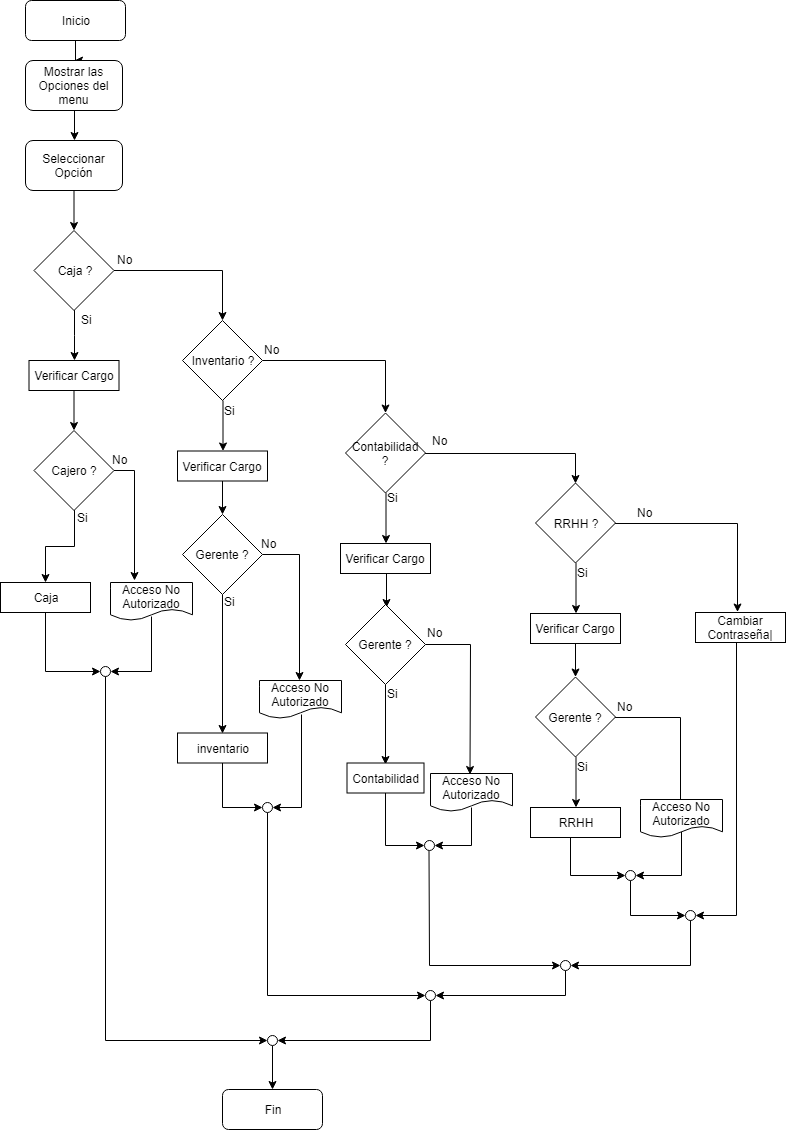 Inicio
Mostrar las
Opciones del
menu
Seleccionar
Opción
Caja ?
No
Si
Inventario ?
No
Verificar Cargo
Si
Contabilidad
?
No
Cajero ?
No
Verificar Cargo
Si
Si
RRHH ?
No
Gerente ?
No
Verificar Cargo
Si
Caja
Acceso No
Autorizado
Si
Gerente ?
No
Verificar Cargo
Cambiar
Contraseña|
Acceso No
Autorizado
Si
Gerente ?
No
inventario
Si
Contabilidad
Acceso No
Autorizado
RRHH
Acceso No
Autorizado
Fin